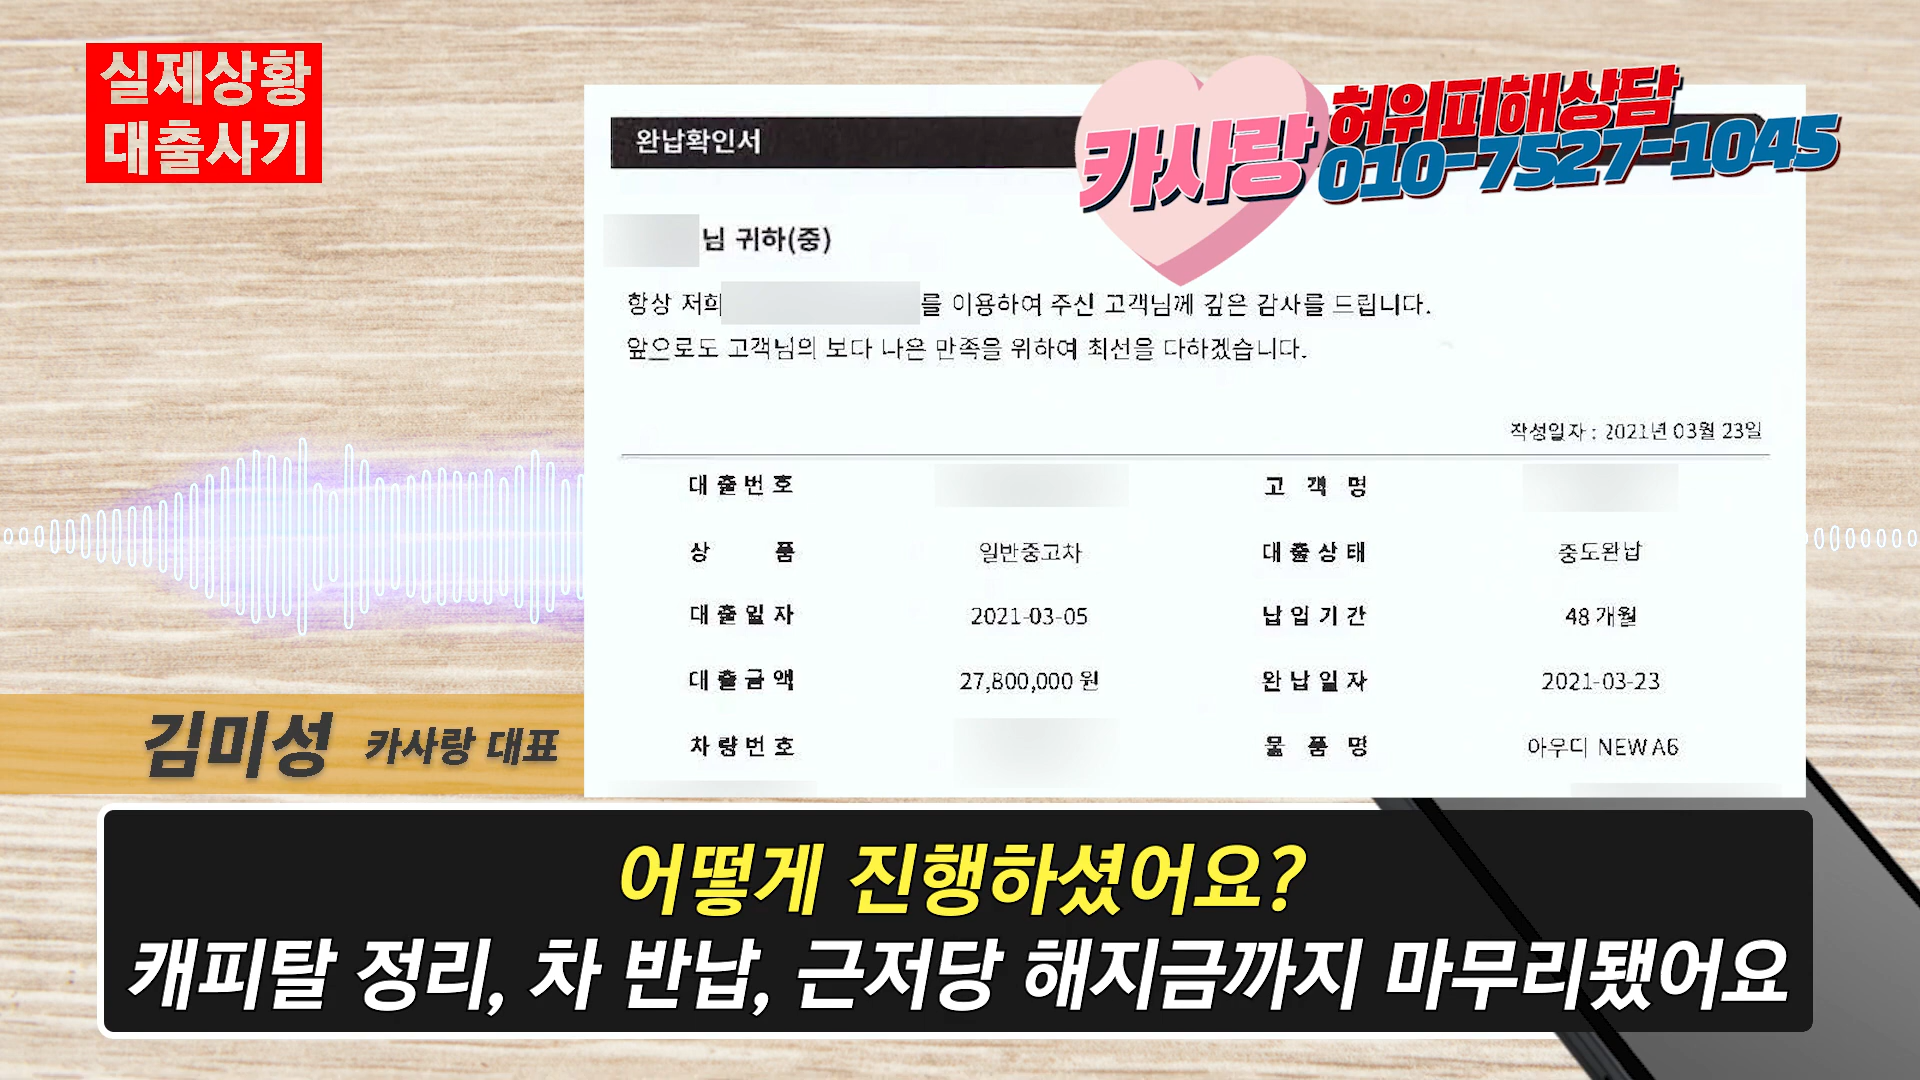 실제상황
대출사기
카사랑
허위피해상담
010-7527-1045
완납확인서
님 귀하(중)
항상 저희 를 이용하여 주신 고객님께 깊은 감사를 드립니다.
앞으로도 고객님의 보다 나은 만족을 위하여 최선을 다하겠습니다.
작성일자 : 2021년 03월 23일
대출번호 고객명
상품 일반중고차 대출상태 중도완납
대출일자 2021-03-05 납입기간 48 개월
대출금액 27,800,000 원 완납일자 2021-03-23
차량번호 물품명 아우디 NEW A6
김미성 카사랑 대표
어떻게 진행하셨어요?
캐피탈 정리, 차 반납, 근저당 해지금까지 마무리됐어요